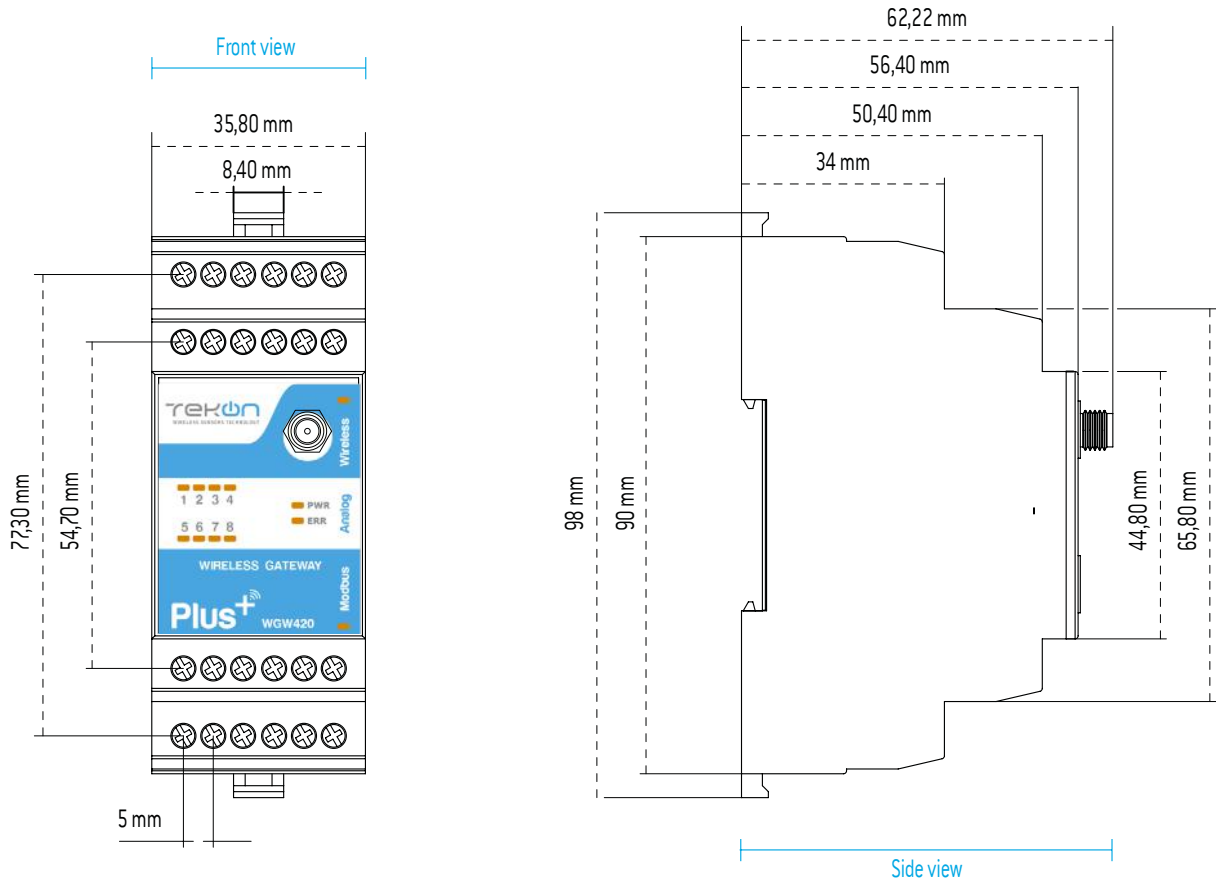 Front view
35,80 mm
8,40 mm
77,30 mm
54,70 mm
5 mm
TEKON
WIRELESS SENSORS TECHNOLOGY
Wireless
1 2 3 4
PWR
ERR
Analog
5 6 7 8
WIRELESS GATEWAY
Modbus
Plus+
WGW420
62,22 mm
56,40 mm
50,40 mm
34 mm
98 mm
90 mm
44,80 mm
65,80 mm
Side view